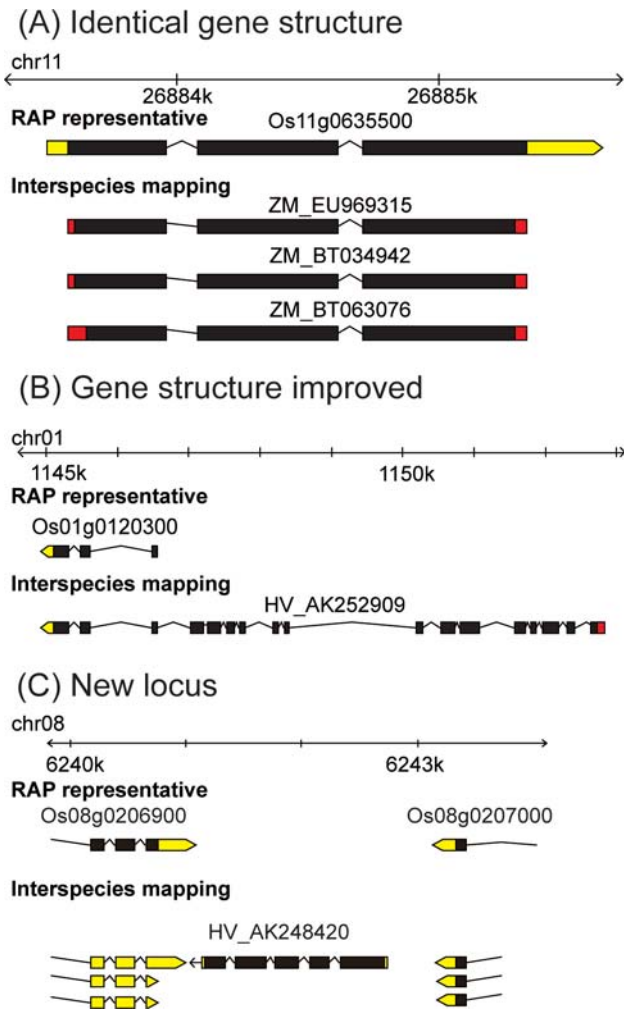 (A) Identical gene structure
chr11
26884k 26885k
RAP representative
Os11g0635500
Interspecies mapping
ZM_EU969315
ZM_BT034942
ZM_BT063076
(B) Gene structure improved
chr01
1145k 1150k
RAP representative
Os01g0120300
Interspecies mapping
HV_AK252909
(C) New locus
chr08
6240k 6243k
RAP representative
Os08g0206900 Os08g0207000
Interspecies mapping
HV_AK248420